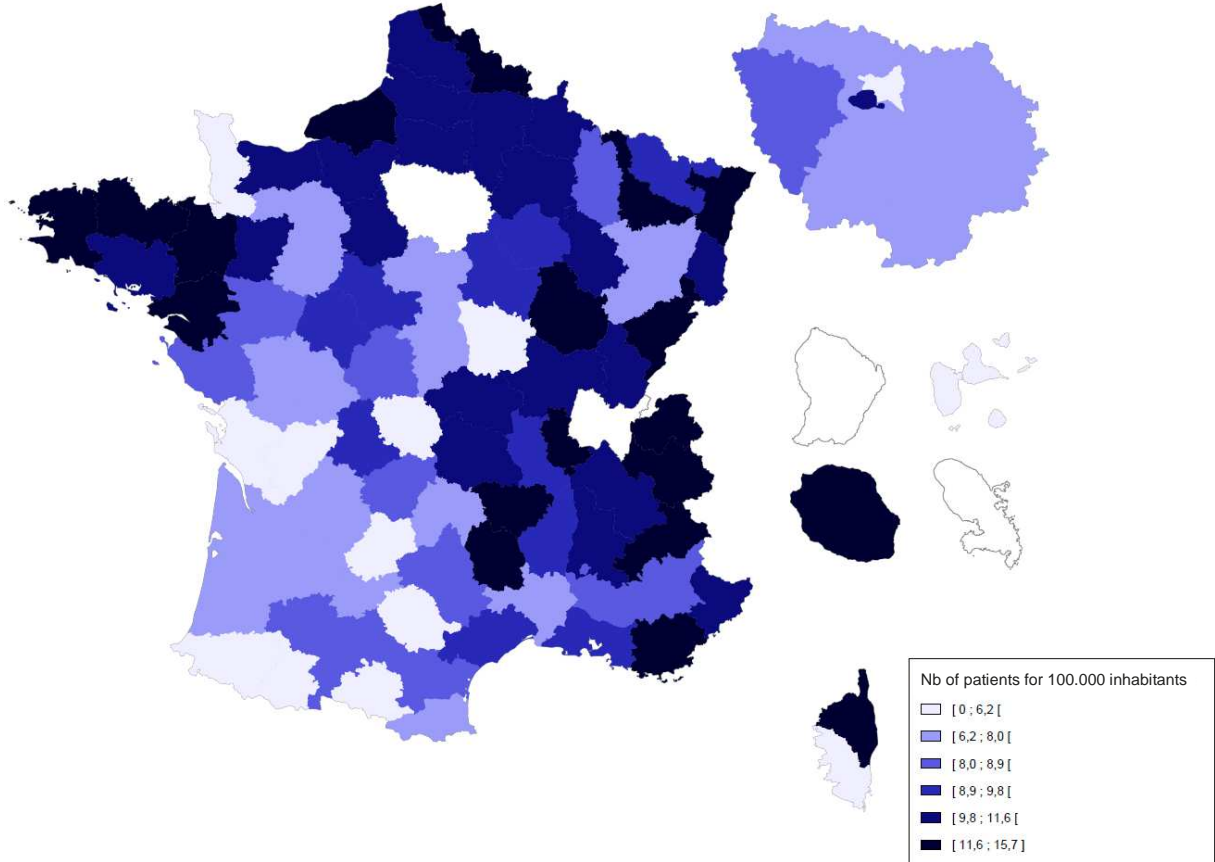 Nb of patients for 100.000 inhabitants
[ 0 ; 6,2 [
[ 6,2 ; 8,0 [
[ 8,0 ; 8,9 [
[ 8,9 ; 9,8 [
[ 9,8 ; 11,6 [
[ 11,6 ; 15,7 ]